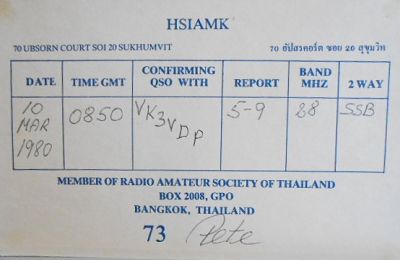 HSIAMK
70 UBSORN COURT SOI 20 SUKHUMVIT 70 อัปสรคอร์ต ซอย 20 สุขุมวิท
DATE TIME GMT CONFIRMING QSO WITH REPORT BAND MHZ 2 WAY
10 MAR 1980 0850 VK3VDP 5-9 28 SSB
MEMBER OF RADIO AMATEUR SOCIETY OF THAILAND
BOX 2008, GPO
BANGKOK, THAILAND
73 Pete